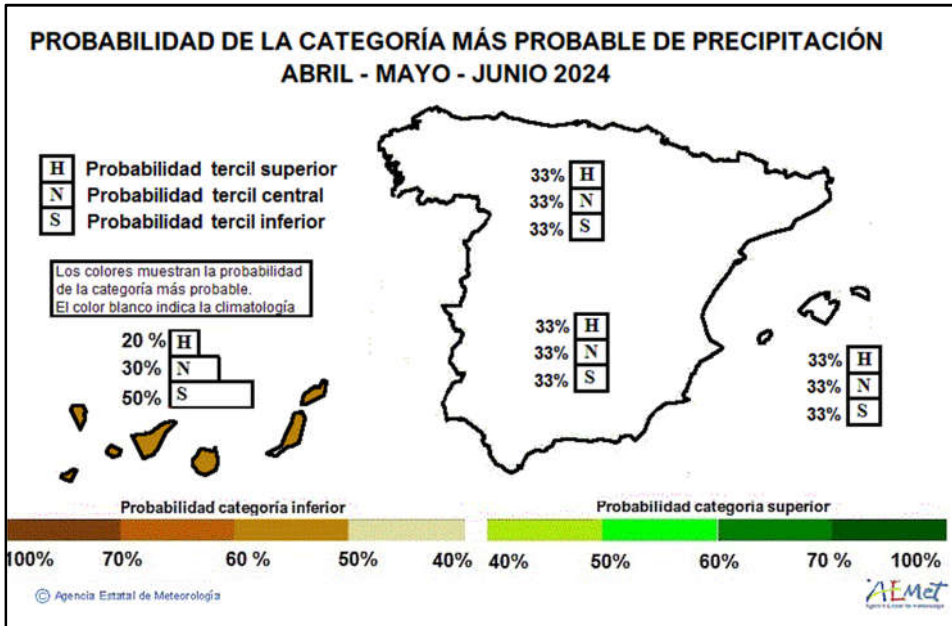 PROBABILIDAD DE LA CATEGORÍA MÁS PROBABLE DE PRECIPITACIÓN
ABRIL - MAYO - JUNIO 2024
H Probabilidad tercil superior
N Probabilidad tercil central
S Probabilidad tercil inferior
33% H
33% N
33% S
Los colores muestran la probabilidad
de la categoría más probable.
El color blanco indica la climatología
20 % H
30% N
50% S
33% H
33% N
33% S
33% H
33% N
33% S
Probabilidad categoría inferior
100% 70% 60 % 50% 40%
Probabilidad categoria superior
40% 50% 60% 70 % 100%
© Agencia Estatal de Meteorología
AEMet